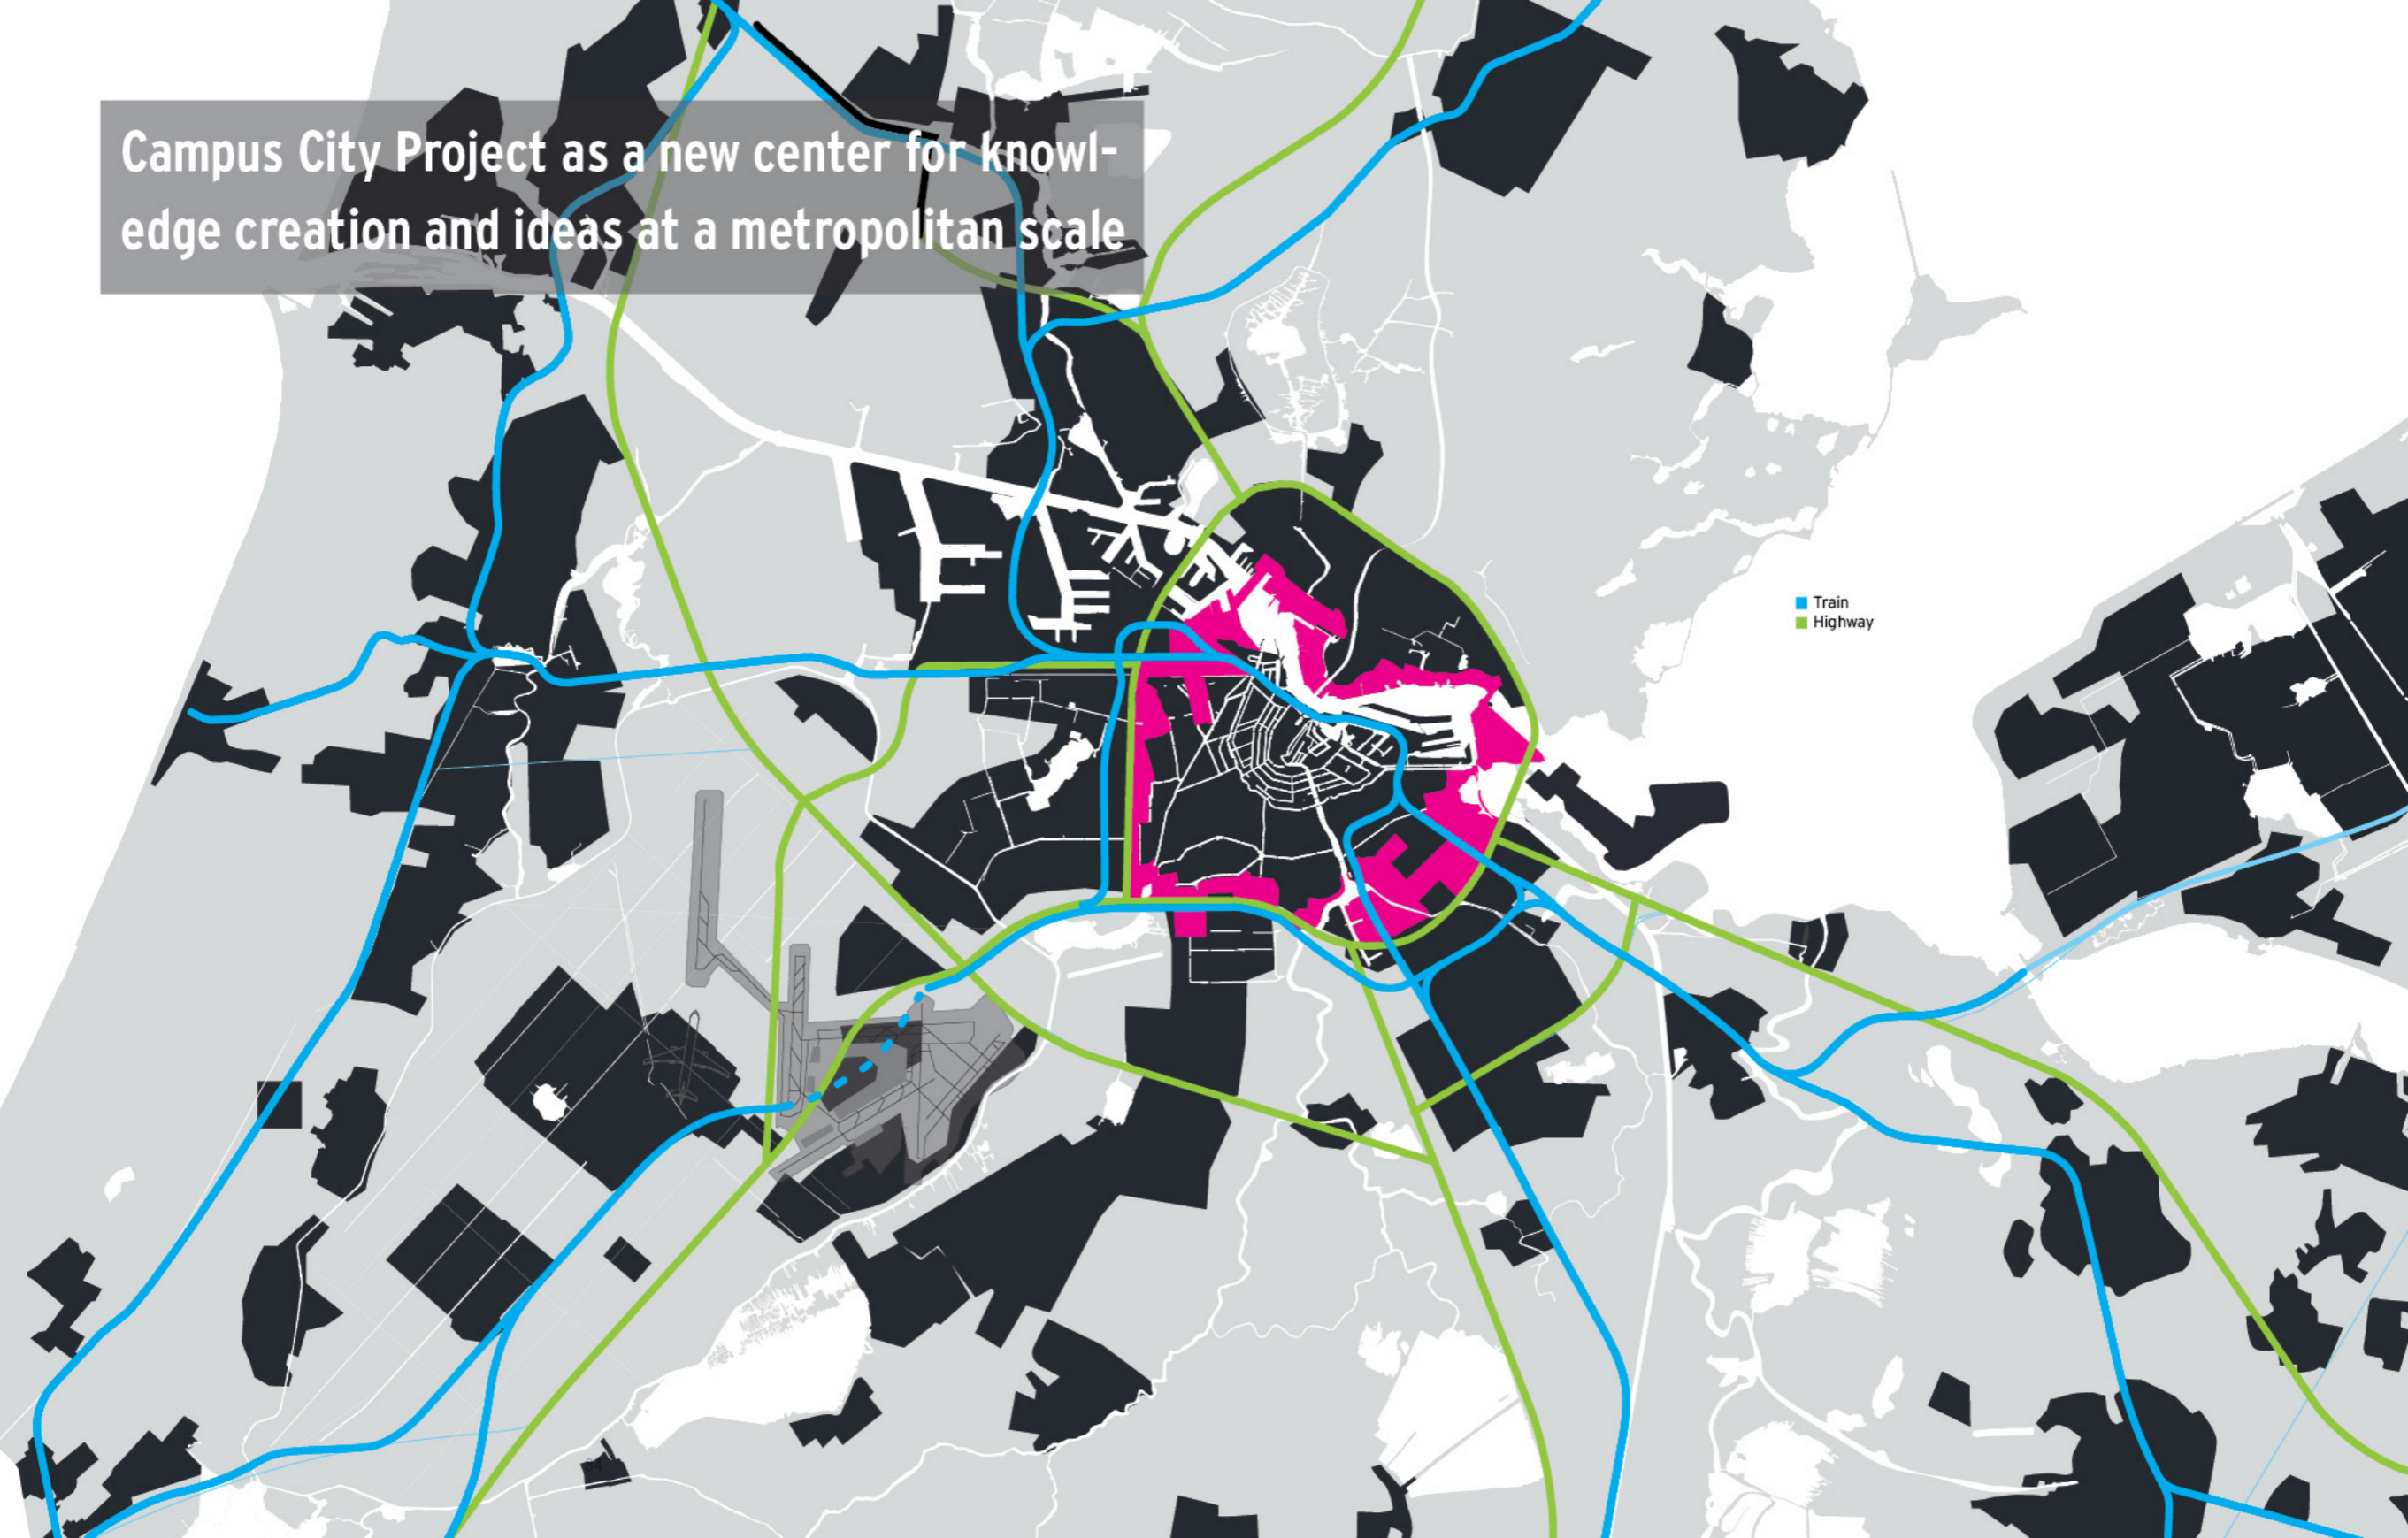 Campus City Project as a new center for knowl-
edge creation and ideas at a metropolitan scale
Train
Highway